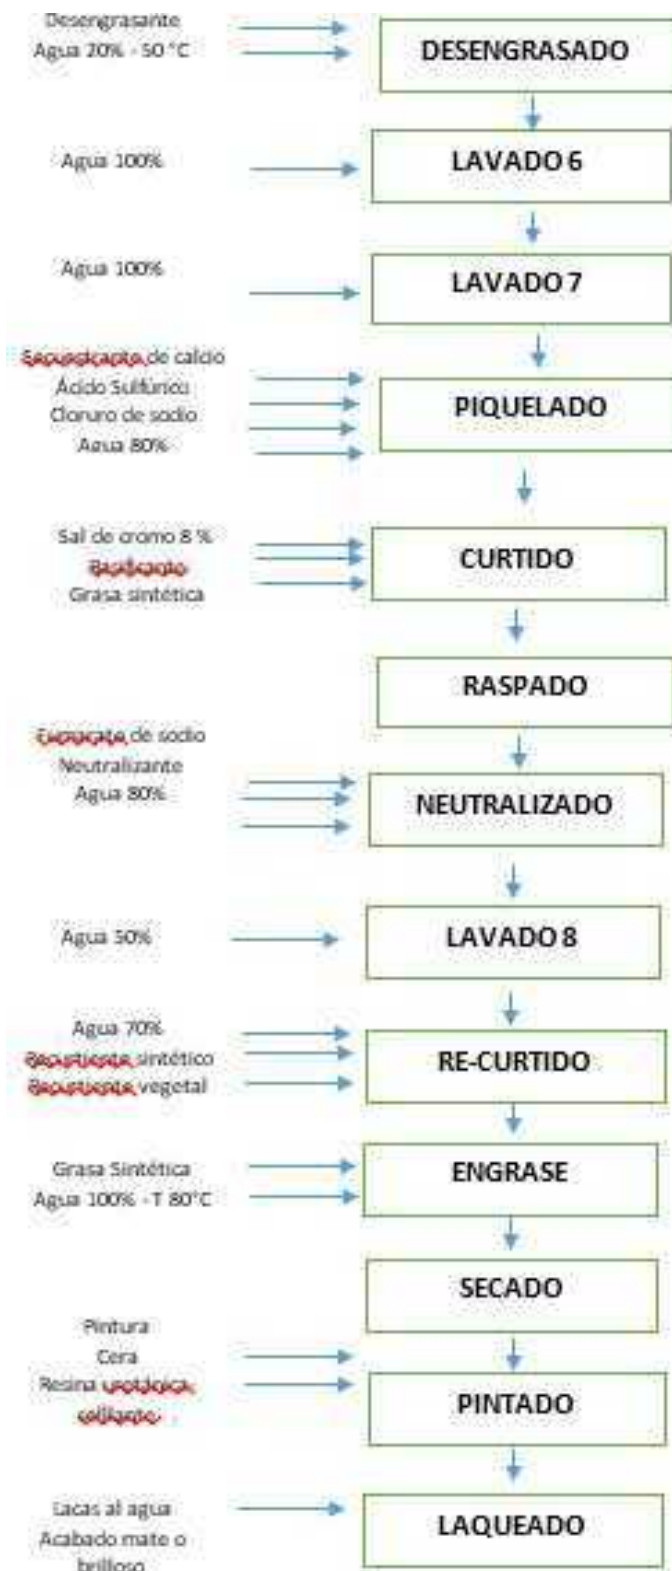 Desengrasante
Agua 20% - 50 °C
DESENGRASADO
Agua 100%
LAVADO 6
Agua 100%
LAVADO 7
de calcio
Ácido Sulfúrico
Cloruro de sodio
Agua 80%
PIQUELADO
Sal de cromo 8 %
Grasa sintética
CURTIDO
RASPADO
de sodio
Neutralizante
Agua 80%
NEUTRALIZADO
Agua 50%
LAVADO 8
Agua 70%
sintético
vegetal
RE-CURTIDO
Grasa Sintética
Agua 100% - T 80°C
ENGRASE
SECADO
Pintura
Cera
Resina
PINTADO
Lacas al agua
Acabado mate o
brilloso
LAQUEADO